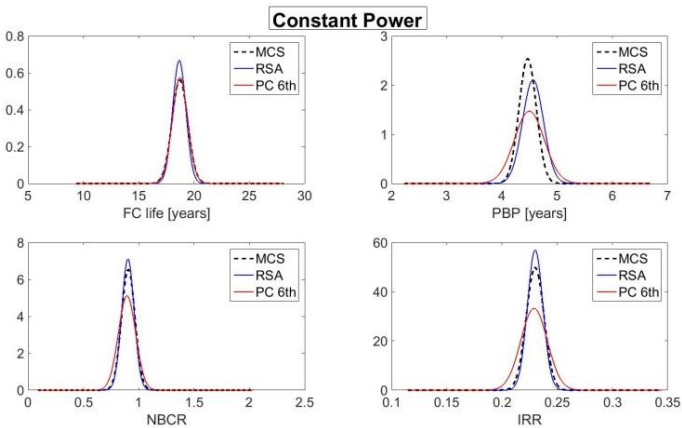 Constant Power
0.8
0.6
0.4
0.2
0
5
10
15
20
25
30
FC life [years]
MCS
RSA
PC 6th
3
2
1
0
2
3
4
5
6
7
PBP [years]
MCS
RSA
PC 6th
8
6
4
2
0
0
0.5
1
1.5
2
2.5
NBCR
MCS
RSA
PC 6th
60
40
20
0
0.1
0.15
0.2
0.25
0.3
0.35
IRR
MCS
RSA
PC 6th